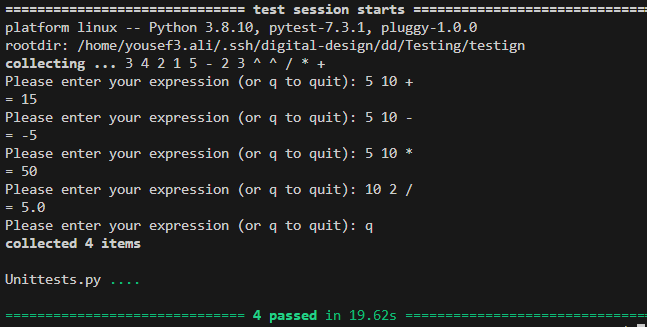 ============================= test session starts =============================
platform linux -- Python 3.8.10, pytest-7.3.1, pluggy-1.0.0
rootdir: /home/yousef3.ali/.ssh/digital-design/dd/Testing/testign
collecting ... 3 4 2 1 5 - 2 3 ^ ^ / * +
Please enter your expression (or q to quit): 5 10 +
= 15
Please enter your expression (or q to quit): 5 10 -
= -5
Please enter your expression (or q to quit): 5 10 *
= 50
Please enter your expression (or q to quit): 10 2 /
= 5.0
Please enter your expression (or q to quit): q
collected 4 items
Unittests.py ....
============================= 4 passed in 19.62s =============================